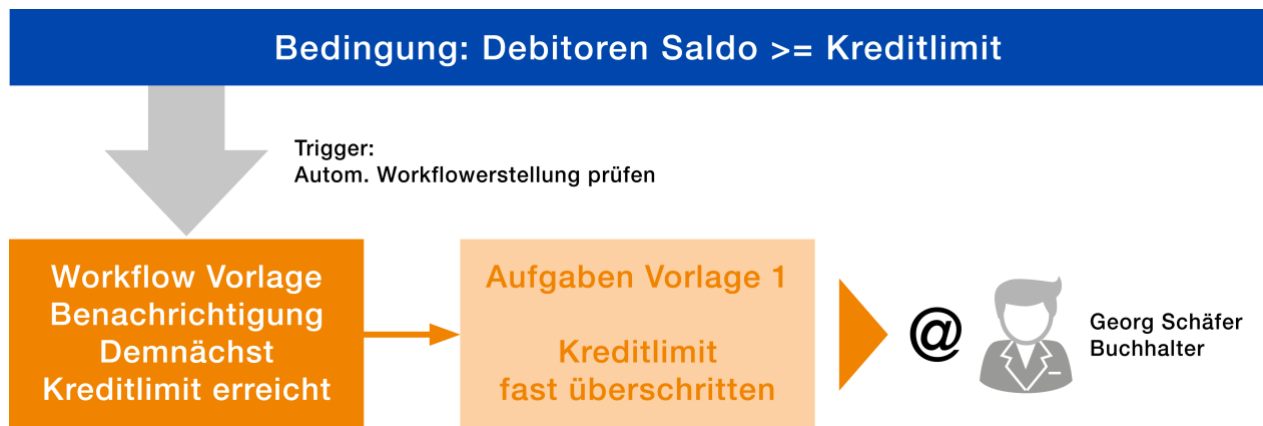 Bedingung: Debitoren Saldo >= Kreditlimit
Trigger:
Autom. Workflowerstellung prüfen
Workflow Vorlage
Benachrichtigung
Demnächst
Kreditlimit erreicht
Aufgaben Vorlage 1
Kreditlimit
fast überschritten
@
Georg Schäfer
Buchhalter